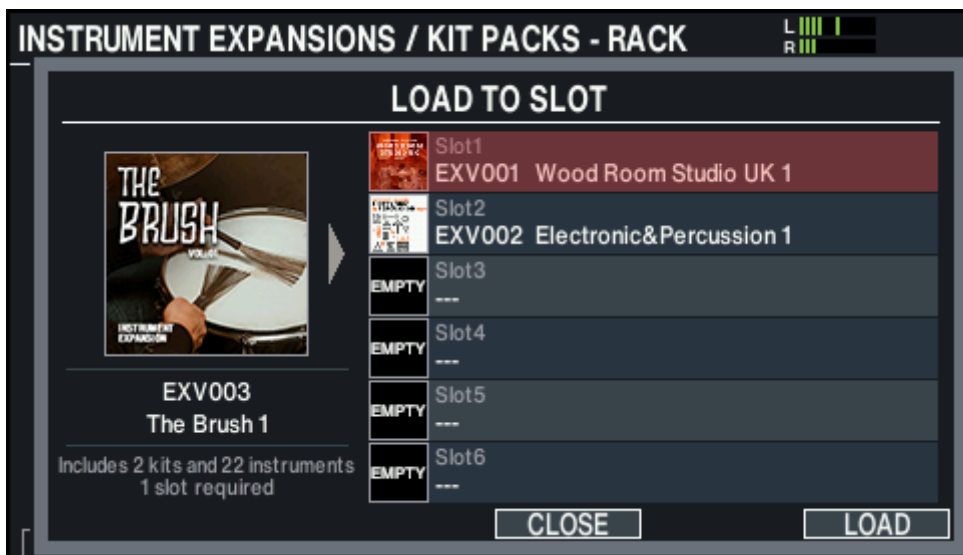 INSTRUMENT EXPANSIONS / KIT PACKS - RACK
L
R
LOAD TO SLOT
THE
BRUSH
VOL.01
INSTRUMENT
EXPANSION
EXV003
The Brush 1
Includes 2 kits and 22 instruments
1 slot required
Slot1
EXV001 Wood Room Studio UK 1
Slot2
EXV002 Electronic&Percussion 1
EMPTY
Slot3
---
EMPTY
Slot4
---
EMPTY
Slot5
---
EMPTY
Slot6
---
CLOSE
LOAD